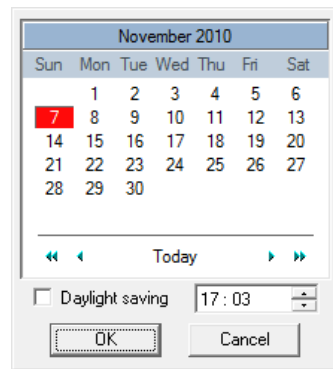 November 2010
Sun Mon Tue Wed Thu Fri Sat
1 2 3 4 5 6
7 8 9 10 11 12 13
14 15 16 17 18 19 20
21 22 23 24 25 26 27
28 29 30
Today
Daylight saving 17 : 03
OK Cancel